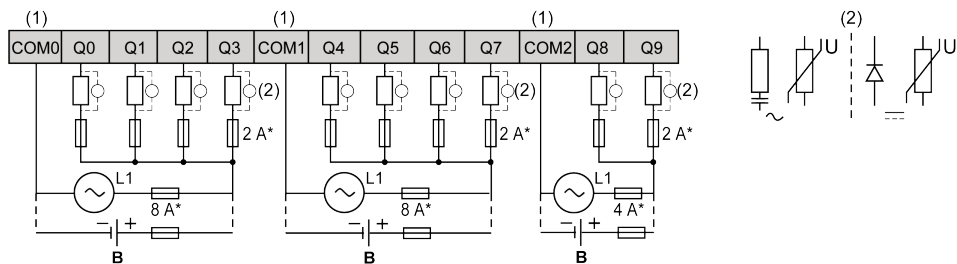 (1) (1) (1) (2)
COM0 Q0 Q1 Q2 Q3 COM1 Q4 Q5 Q6 Q7 COM2 Q8 Q9
U U
(2) (2) (2)
2 A* 2 A* 2 A*
L1 L1 L1
8 A* 8 A* 4 A*
− + − + − +
B B B